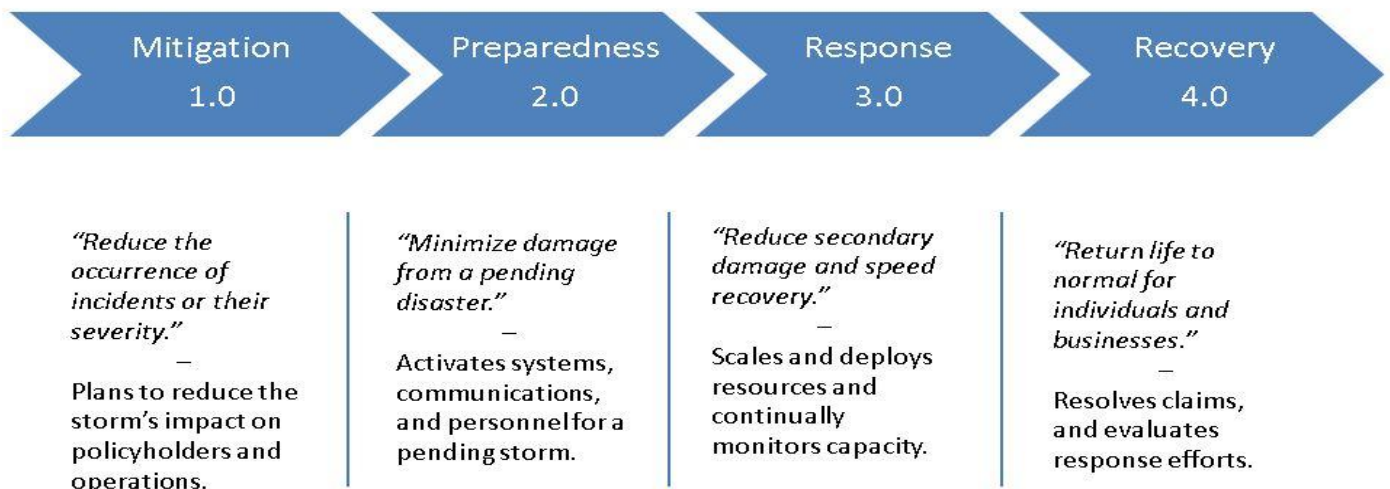 Mitigation
1.0
Preparedness
2.0
Response
3.0
Recovery
4.0
“Reduce the
occurrence of
incidents or their
severity.”
–
Plans to reduce the
storm’s impact on
policyholders and
operations.
“Minimize damage
from a pending
disaster.”
–
Activates systems,
communications,
and personnel for a
pending storm.
“Reduce secondary
damage and speed
recovery.”
–
Scales and deploys
resources and
continually
monitors capacity.
“Return life to
normal for
individuals and
businesses.”
–
Resolves claims,
and evaluates
response efforts.